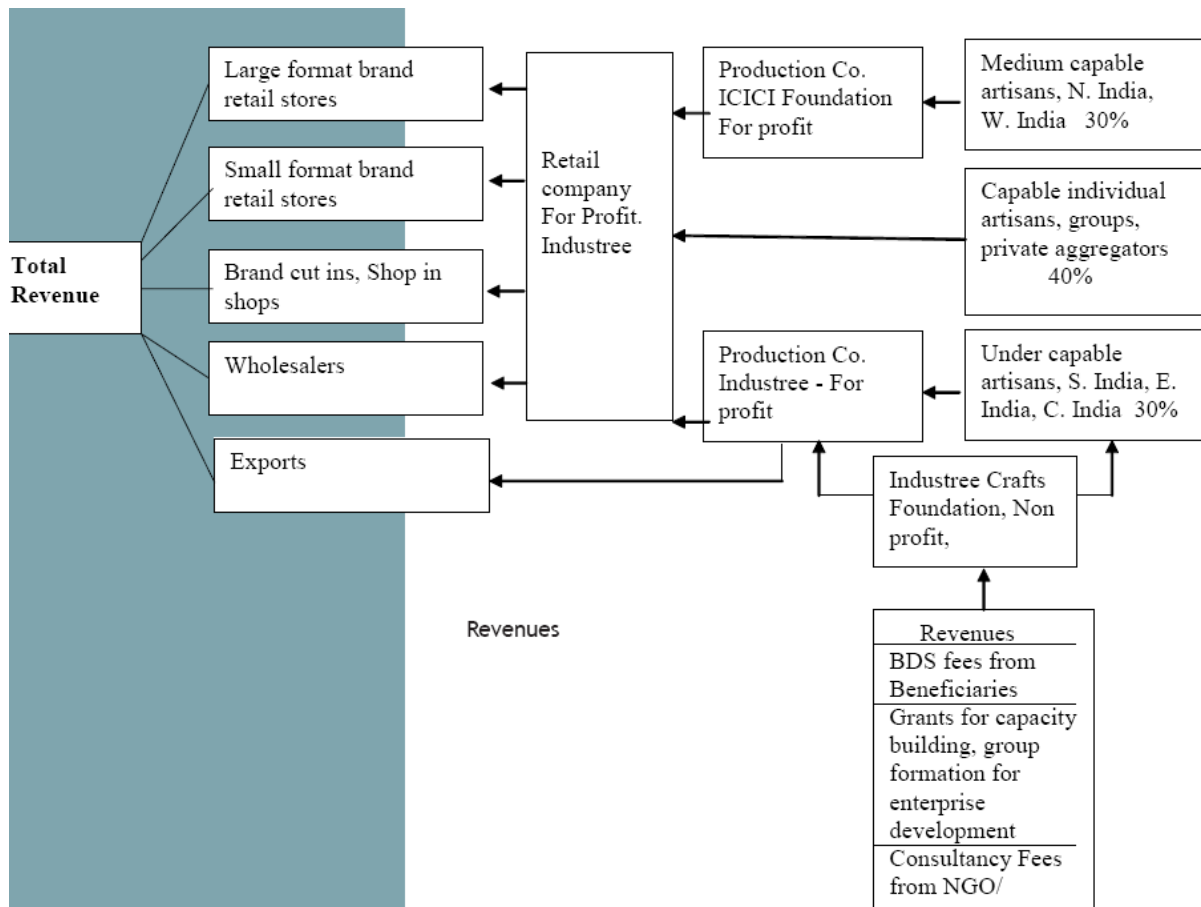 Total
Revenue
Large format brand
retail stores
Small format brand
retail stores
Brand cut ins, Shop in
shops
Wholesalers
Exports
Retail
company
For Profit.
Industree
Production Co.
ICICI Foundation
For profit
Medium capable
artisans, N. India,
W. India 30%
Capable individual
artisans, groups,
private aggregators
40%
Production Co.
Industree - For
profit
Under capable
artisans, S. India, E.
India, C. India 30%
Industree Crafts
Foundation, Non
profit,
Revenues
Revenues
BDS fees from
Beneficiaries
Grants for capacity
building, group
formation for
enterprise
development
Consultancy Fees
from NGO/